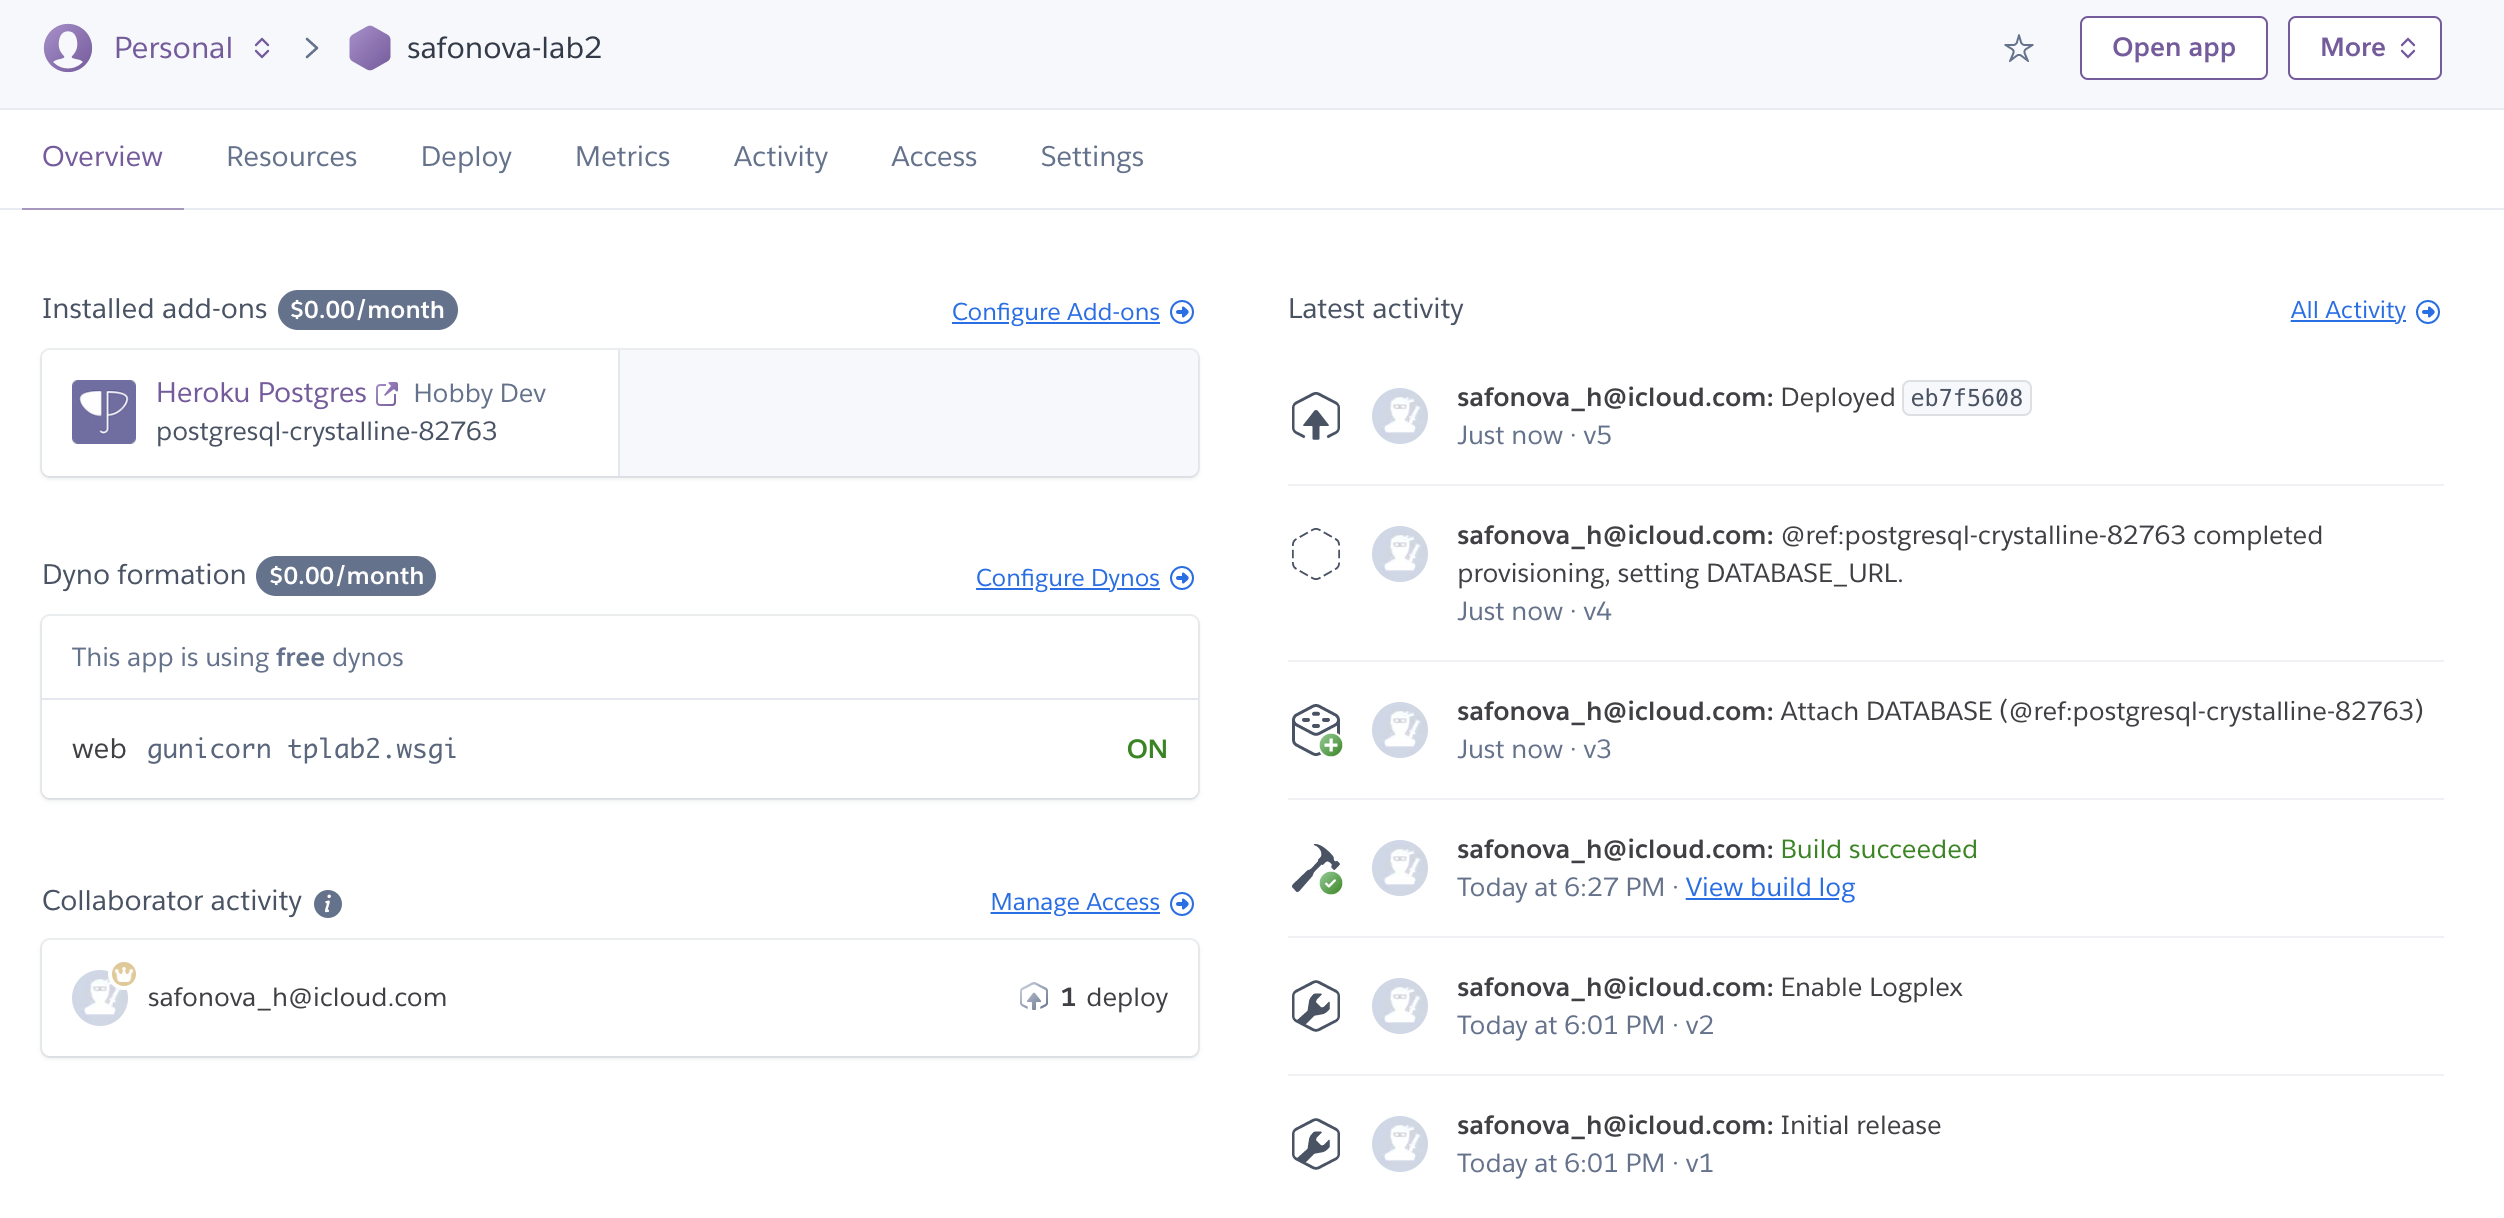 Personal safonova-lab2 Open app More
Overview Resources Deploy Metrics Activity Access Settings
Installed add-ons $0.00/month Configure Add-ons
Heroku Postgres Hobby Dev
postgresql-crystalline-82763
Dyno formation $0.00/month Configure Dynos
This app is using free dynos
web gunicorn tplab2.wsgi ON
Collaborator activity Manage Access
safonova_h@icloud.com 1 deploy
Latest activity All Activity
safonova_h@icloud.com: Deployed eb7f5608
Just now · v5
safonova_h@icloud.com: @ref:postgresql-crystalline-82763 completed
provisioning, setting DATABASE_URL.
Just now · v4
safonova_h@icloud.com: Attach DATABASE (@ref:postgresql-crystalline-82763)
Just now · v3
safonova_h@icloud.com: Build succeeded
Today at 6:27 PM · View build log
safonova_h@icloud.com: Enable Logplex
Today at 6:01 PM · v2
safonova_h@icloud.com: Initial release
Today at 6:01 PM · v1